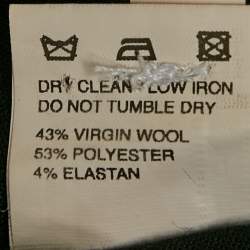 DRY CLEAN LOW IRON
DO NOT TUMBLE DRY
43% VIRGIN WOOL
53% POLYESTER
4% ELASTAN